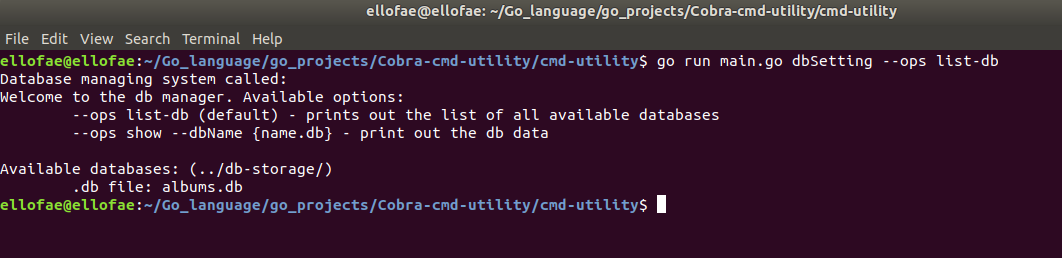 ellofae@ellofae: ~/Go_language/go_projects/Cobra-cmd-utility/cmd-utility
File Edit View Search Terminal Help
ellofae@ellofae:~/Go_language/go_projects/Cobra-cmd-utility/cmd-utility$ go run main.go dbSetting --ops list-db
Database managing system called:
Welcome to the db manager. Available options:
--ops list-db (default) - prints out the list of all available databases
--ops show --dbName {name.db} - print out the db data
Available databases: (../db-storage/)
.db file: albums.db
ellofae@ellofae:~/Go_language/go_projects/Cobra-cmd-utility/cmd-utility$